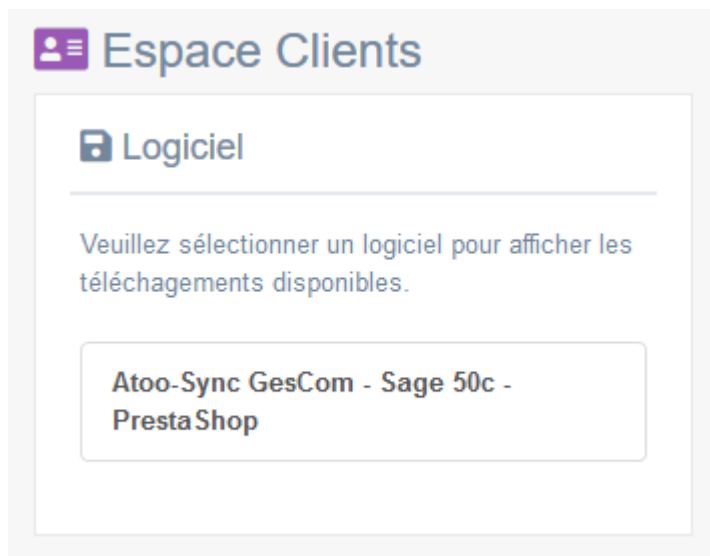 Espace Clients
Logiciel
Veuillez sélectionner un logiciel pour afficher les
téléchagements disponibles.
Atoo-Sync GesCom - Sage 50c -
PrestaShop